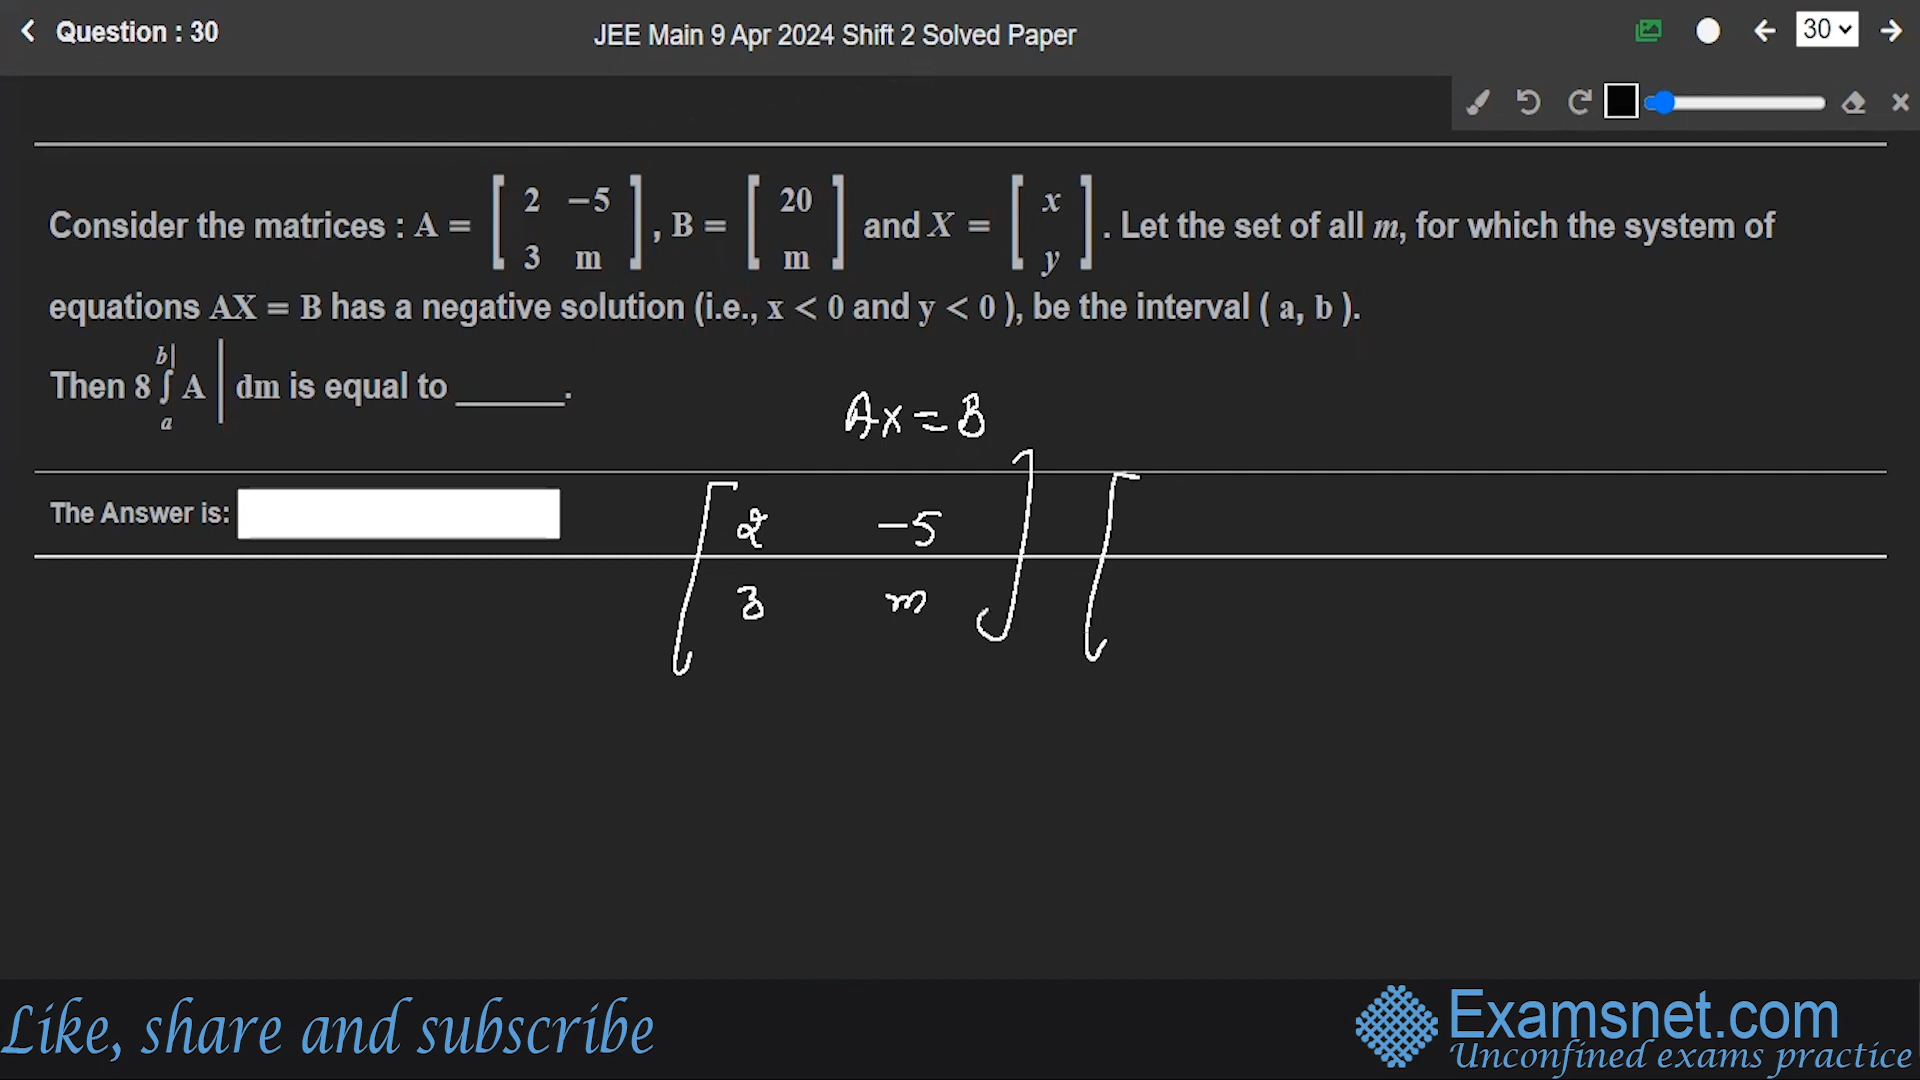 Question : 30
JEE Main 9 Apr 2024 Shift 2 Solved Paper
30
Consider the matrices : A = [ 2 −5 3 m ] , B = [ 20 m ] and X = [ x y ] . Let the set of all m, for which the system of
equations AX = B has a negative solution (i.e., x < 0 and y < 0 ), be the interval ( a, b ).
Then 8 ∫ b| a A | dm is equal to ______.
AX = B
The Answer is:
[ 2 −5 ] [
3 m
Like, share and subscribe
Examsnet.com
Unconfined exams practice